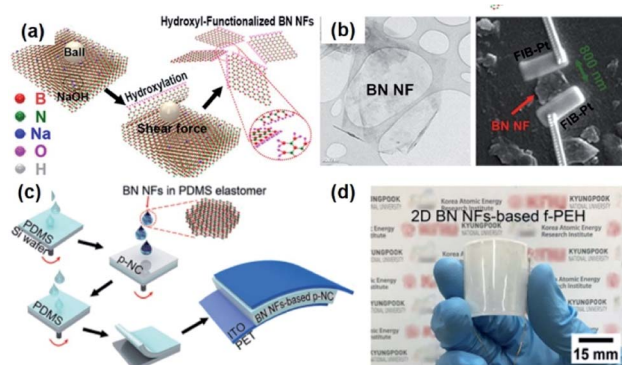 (a)
Ball
NaOH
Hydroxylation
Shear force
Hydroxyl-Functionalized BN NFs
B
N
Na
O
H
(b)
BN NF
FIB-Pt
800 nm
BN NF
FIB-Pt
(c)
PDMS
Si wafer
BN NFs in PDMS elastomer
p-NC
PDMS
BN NFs-based p-NC
ITO
PET
(d)
2D BN NFs-based f-PEH
Korea Atomic Energy
Research Institute
KYUNGPOOK
NATIONAL UNIVERSITY
15 mm